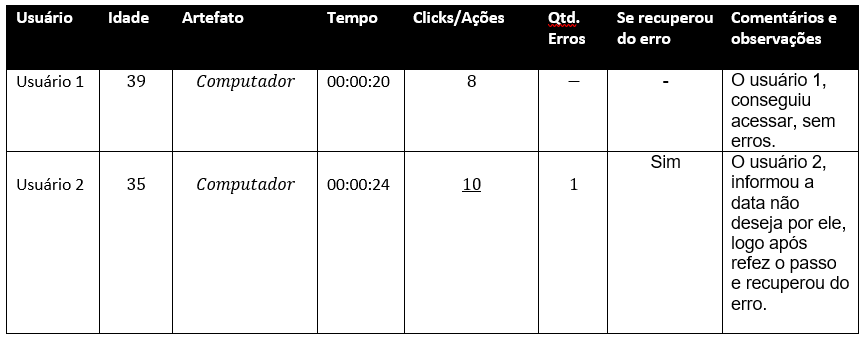 Usuário Idade Artefato Tempo Clicks/Ações Qtd. Erros Se recuperou do erro Comentários e observações
Usuário 1 39 Computador 00:00:20 8 — - O usuário 1,
conseguiu
acessar, sem
erros.
Usuário 2 35 Computador 00:00:24 10 1 Sim O usuário 2,
informou a
data não
deseja por ele,
logo após
refez o passo
e recuperou do
erro.